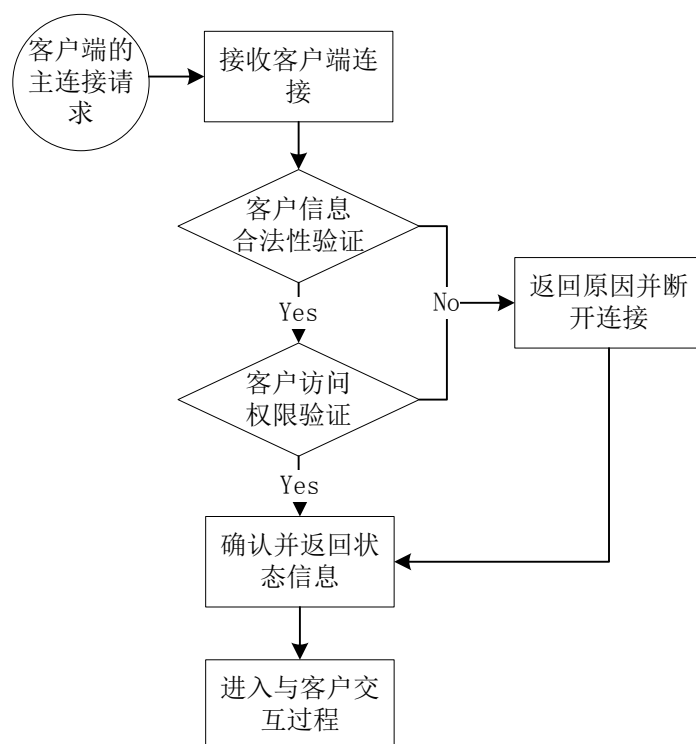 客户端的
主连接请
求
接收客户端连
接
客户信息
合法性验证
No
返回原因并断
开连接
Yes
客户访问
权限验证
Yes
确认并返回状
态信息
进入与客户交
互过程